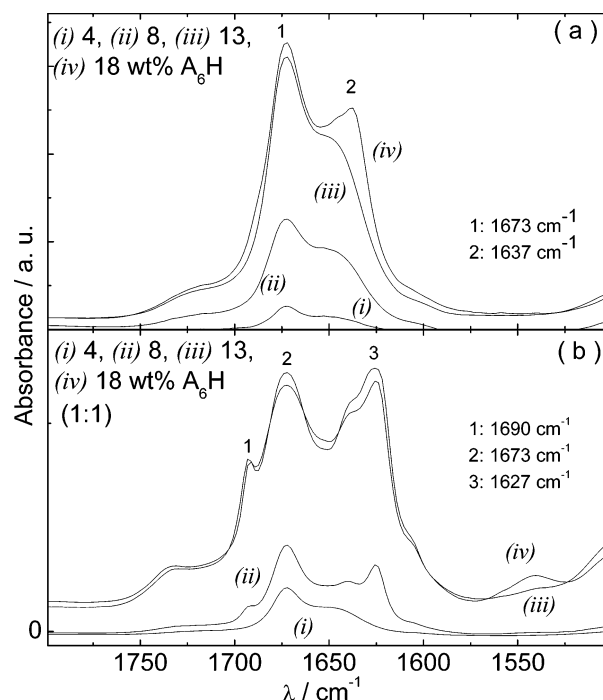 (i) 4, (ii) 8, (iii) 13,
(iv) 18 wt% A6H
(a)
1
2
(iv)
(iii)
(ii)
(i)
1: 1673 cm-1
2: 1637 cm-1
Absorbance / a. u.
(i) 4, (ii) 8, (iii) 13,
(iv) 18 wt% A6H
(1:1)
(b)
1
2
3
1: 1690 cm-1
2: 1673 cm-1
3: 1627 cm-1
(ii)
(i)
(iv)
(iii)
0
1750 1700 1650 1600 1550
λ / cm-1